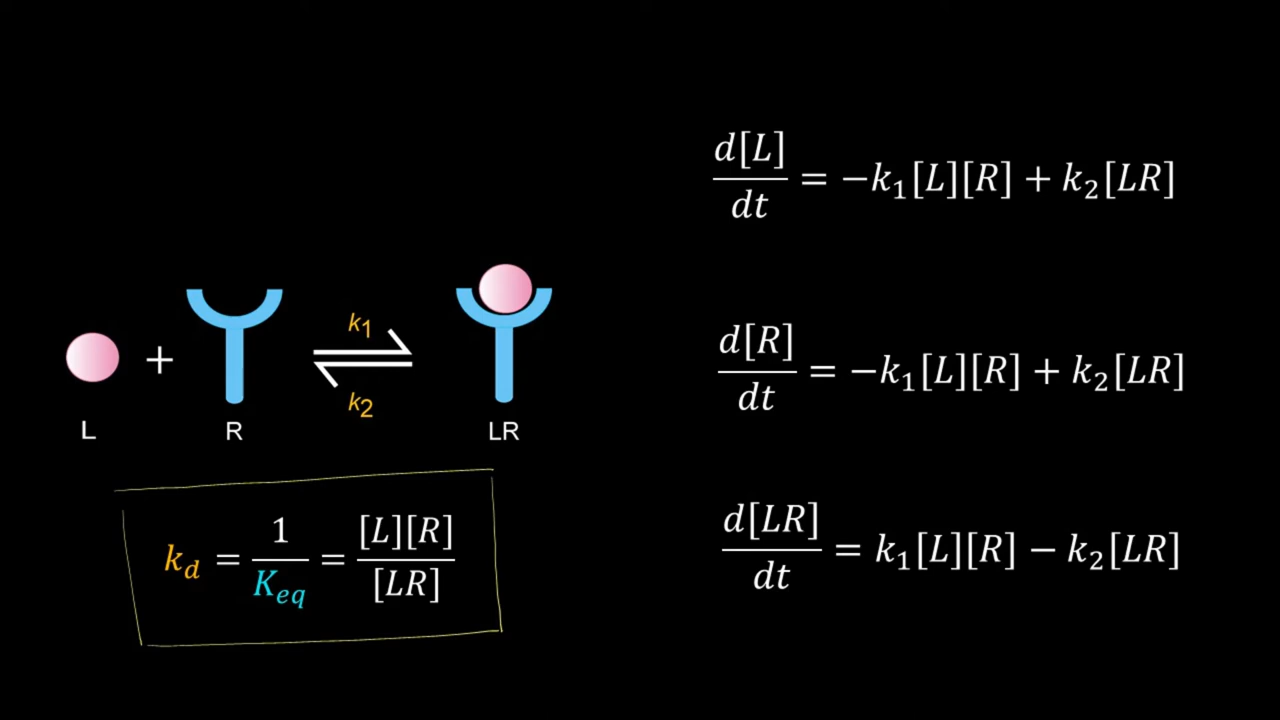 d[L]/dt = −k₁[L][R] + k₂[LR]
+
k₁
k₂
L R LR
d[R]/dt = −k₁[L][R] + k₂[LR]
k_d = 1/K_eq = [L][R]/[LR]
d[LR]/dt = k₁[L][R] − k₂[LR]